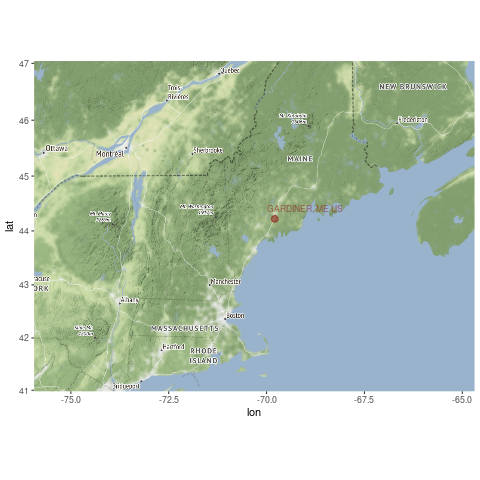 47
46
45
44
43
42
41
lat
Québec
Trois
Rivières
NEW BRUNSWICK
Fredericton
Ottawa
Montréal
Sherbrooke
MAINE
GARDINER, ME US
Manchester
Albany
ORK
Boston
MASSACHUSETTS
Hartford
RHODE
ISLAND
-75.0
-72.5
-70.0
-67.5
-65.0
lon